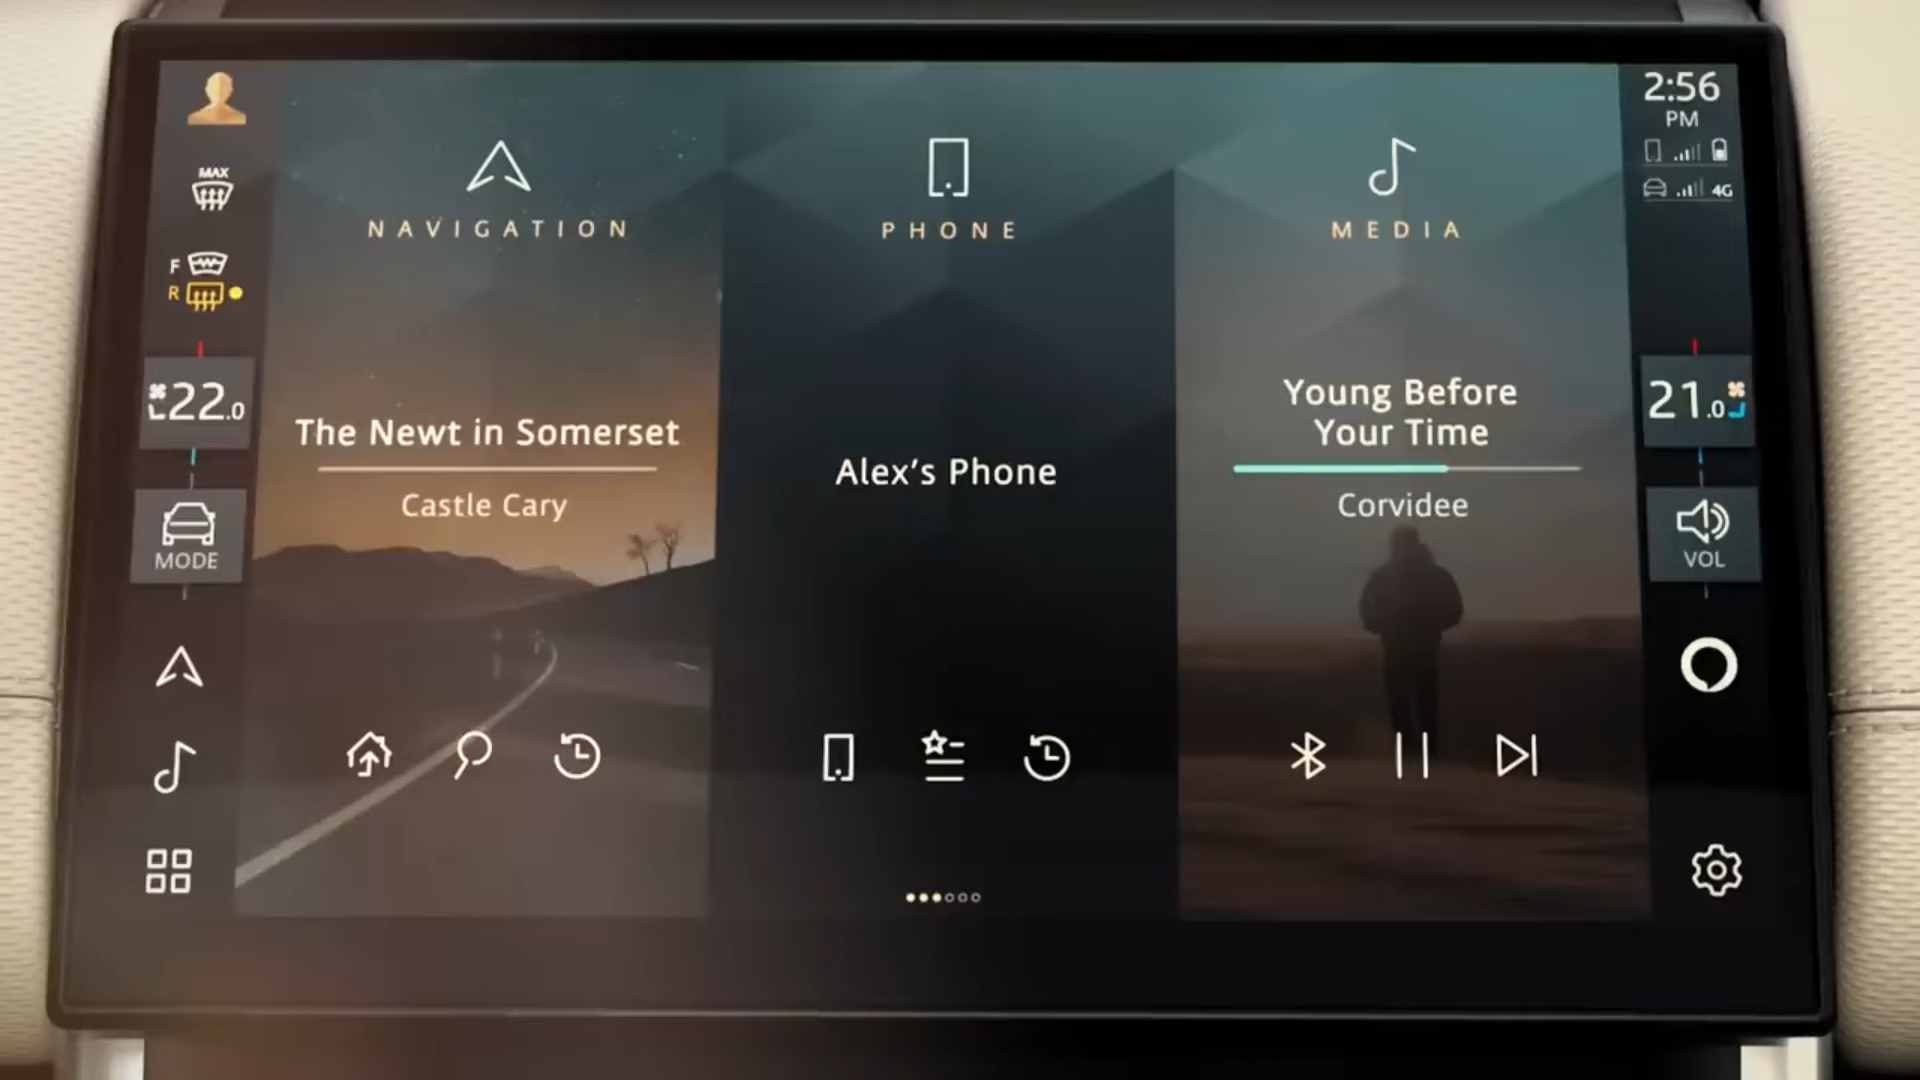 2:56
PM
4G
MAX
F
R
22.0
MODE
NAVIGATION
The Newt in Somerset
Castle Cary
PHONE
Alex’s Phone
MEDIA
Young Before
Your Time
Corvidee
21.0
VOL